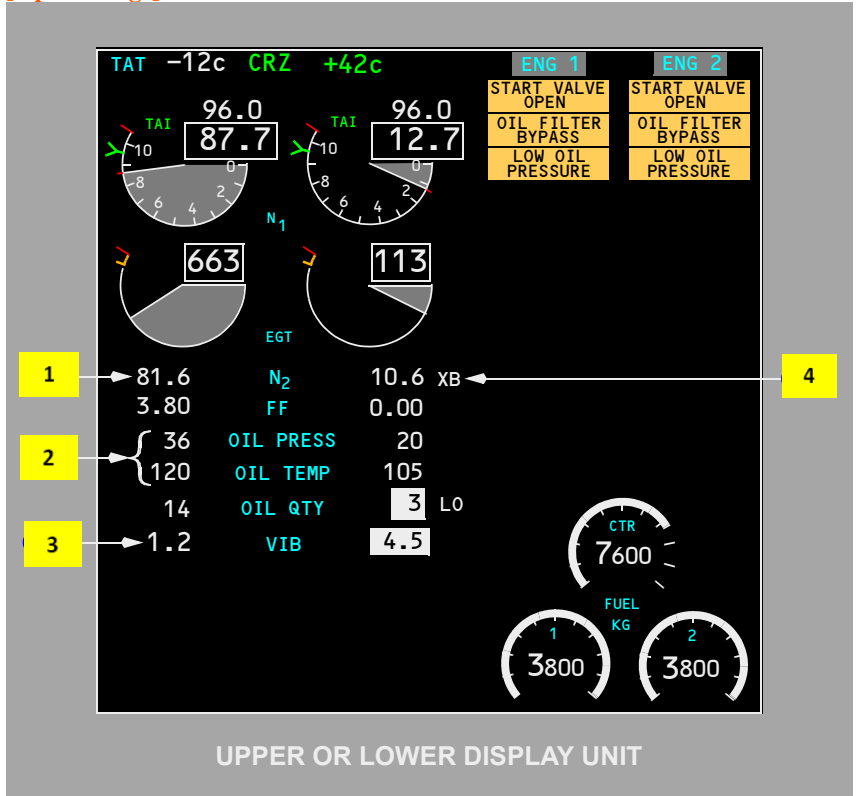 TAT -12c CRZ +42c
ENG 1 ENG 2
START VALVE OPEN START VALVE OPEN
OIL FILTER BYPASS OIL FILTER BYPASS
LOW OIL PRESSURE LOW OIL PRESSURE
TAI 96.0 TAI 96.0
87.7 12.7
10 0 10 0
8 2 8 2
6 4 6 4
N1
663 113
EGT
1 81.6 N2 10.6 XB 4
3.80 FF 0.00
2 36 OIL PRESS 20
120 OIL TEMP 105
14 OIL QTY 3 LO
3 1.2 VIB 4.5
CTR
7600
FUEL
KG
1 2
3800 3800
UPPER OR LOWER DISPLAY UNIT